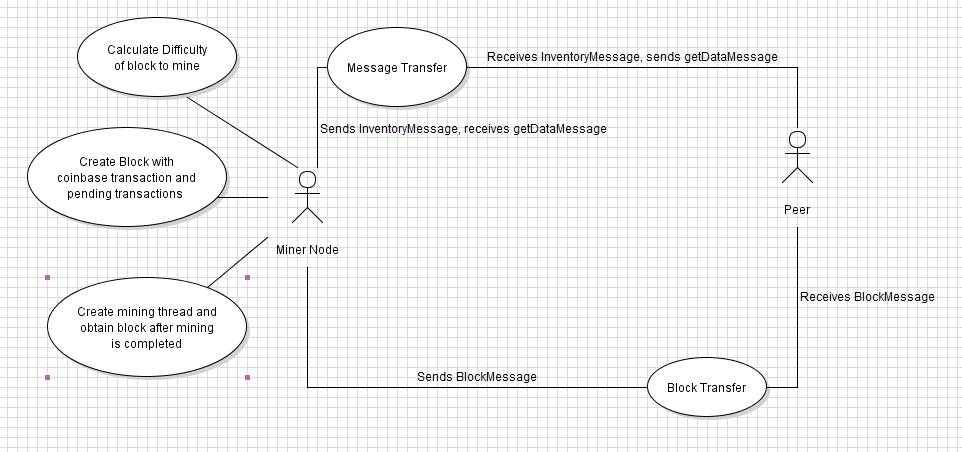 Calculate Difficulty
of block to mine
Message Transfer
Receives InventoryMessage, sends getDataMessage
Sends InventoryMessage, receives getDataMessage
Create Block with
coinbase transaction and
pending transactions
Peer
Miner Node
Create mining thread and
obtain block after mining
is completed
Receives BlockMessage
Sends BlockMessage
Block Transfer